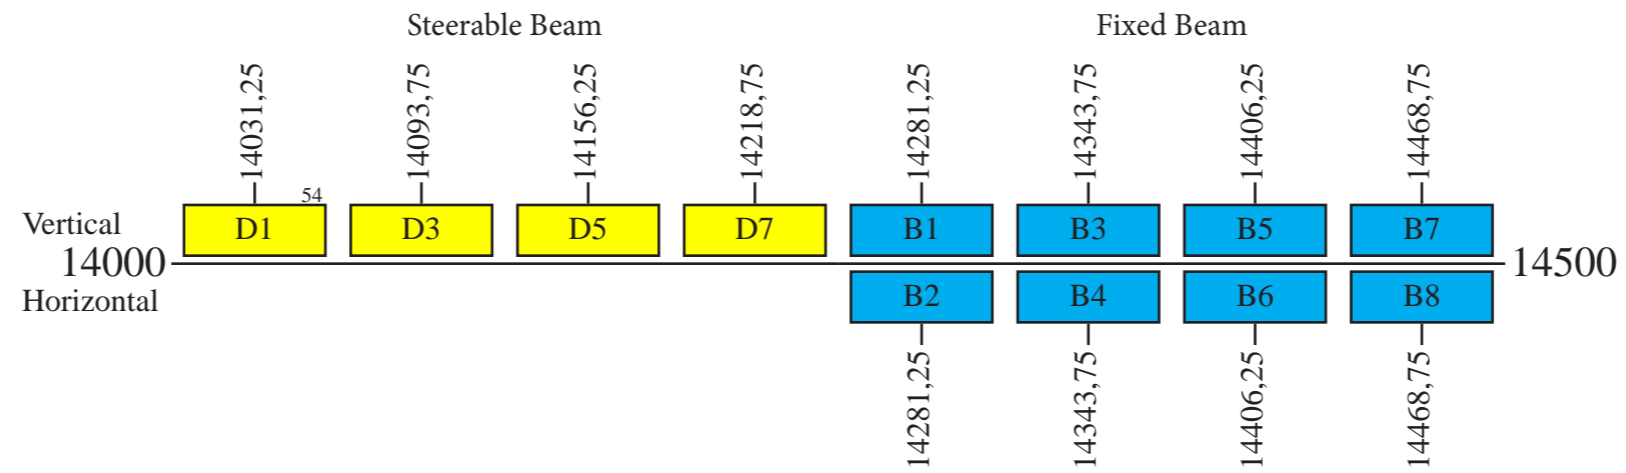 Steerable Beam Fixed Beam
14031,25 14093,75 14156,25 14218,75 14281,25 14343,75 14406,25 14468,75
54
Vertical D1 D3 D5 D7 B1 B3 B5 B7
14000 14500
Horizontal B2 B4 B6 B8
14281,25 14343,75 14406,25 14468,75